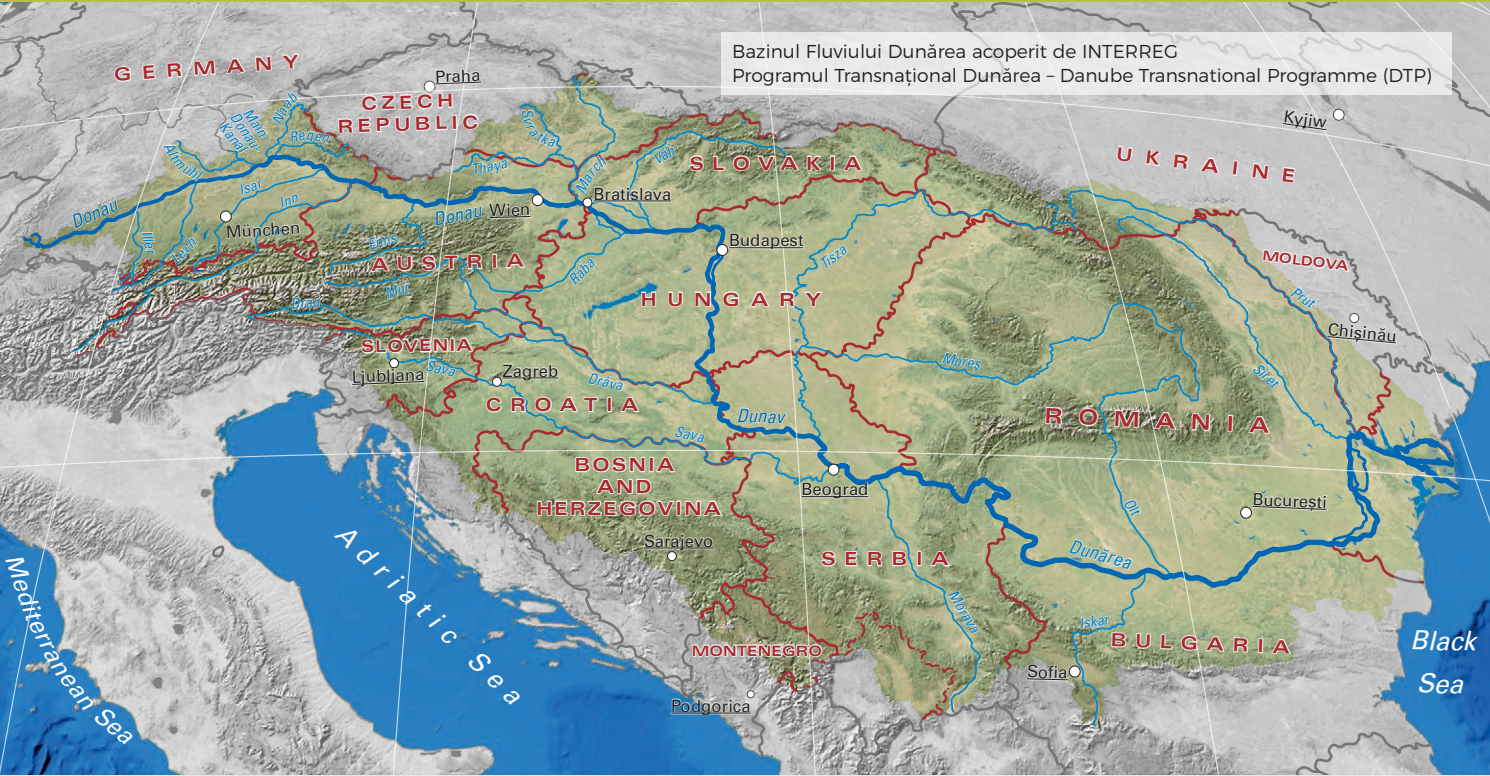 Bazinul Fluviului Dunărea acoperit de INTERREG
Programul Transnațional Dunărea – Danube Transnational Programme (DTP)
GERMANY
Praha
CZECH
REPUBLIC
Kyjiw
UKRAINE
Naab
Main-
Donau-
Kanal
Regen
Altmühl
Svratka
Thaya
March
Váh
SLOVAKIA
Isar
Inn
Donau
Donau
Wien
Bratislava
München
Iller
Lech
Enns
AUSTRIA
Mur
Drau
Rába
Budapest
Tisza
HUNGARY
MOLDOVA
Prut
Chișinău
Siret
SLOVENIA
Ljubljana
Sava
Zagreb
Dráva
CROATIA
Mureș
ROMANIA
Dunav
Sava
BOSNIA
AND
HERZEGOVINA
Beograd
Olt
București
Sarajevo
SERBIA
Dunărea
Morava
Iskar
BULGARIA
MONTENEGRO
Sofia
Podgorica
Adriatic Sea
Mediterranean Sea
Black
Sea